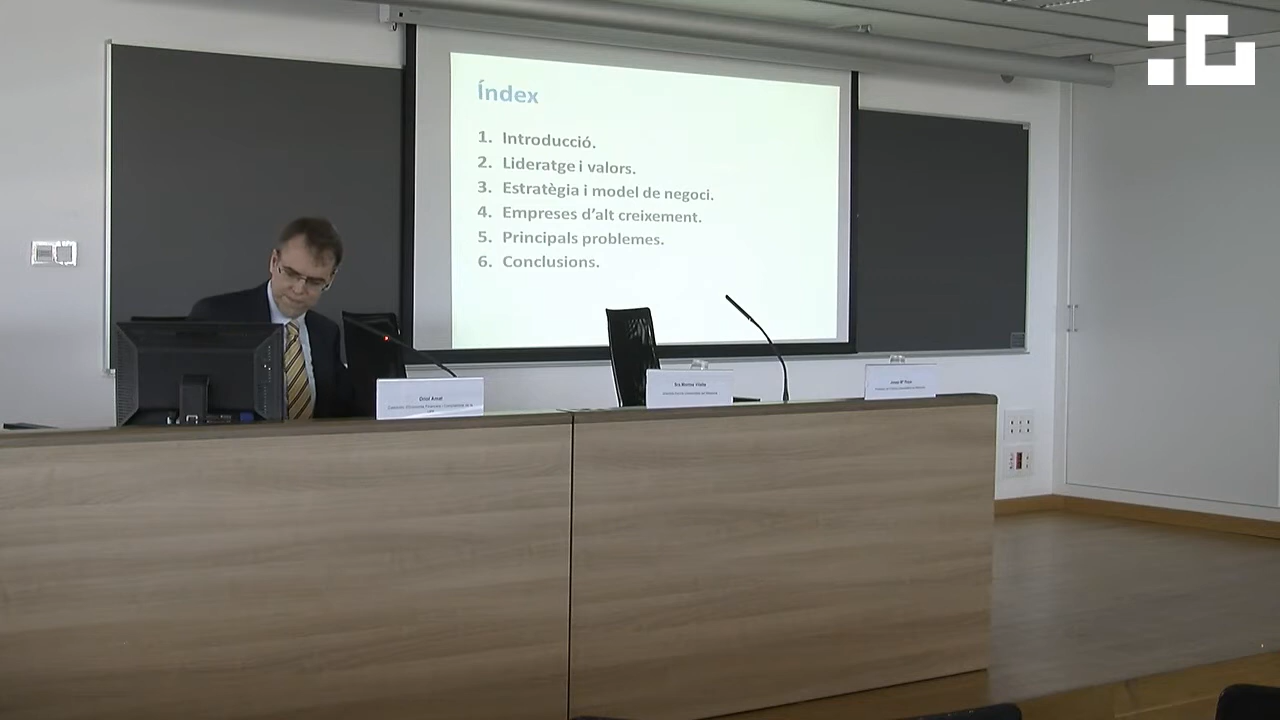 Índex
1. Introducció.
2. Lideratge i valors.
3. Estratègia i model de negoci.
4. Empreses d'alt creixement.
5. Principals problemes.
6. Conclusions.
Oriol Amat